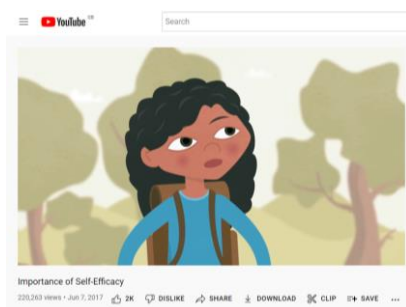 YouTube
Search
Importance of Self-Efficacy
220,263 views • Jun 7, 2017 2K DISLIKE SHARE DOWNLOAD CLIP SAVE ...